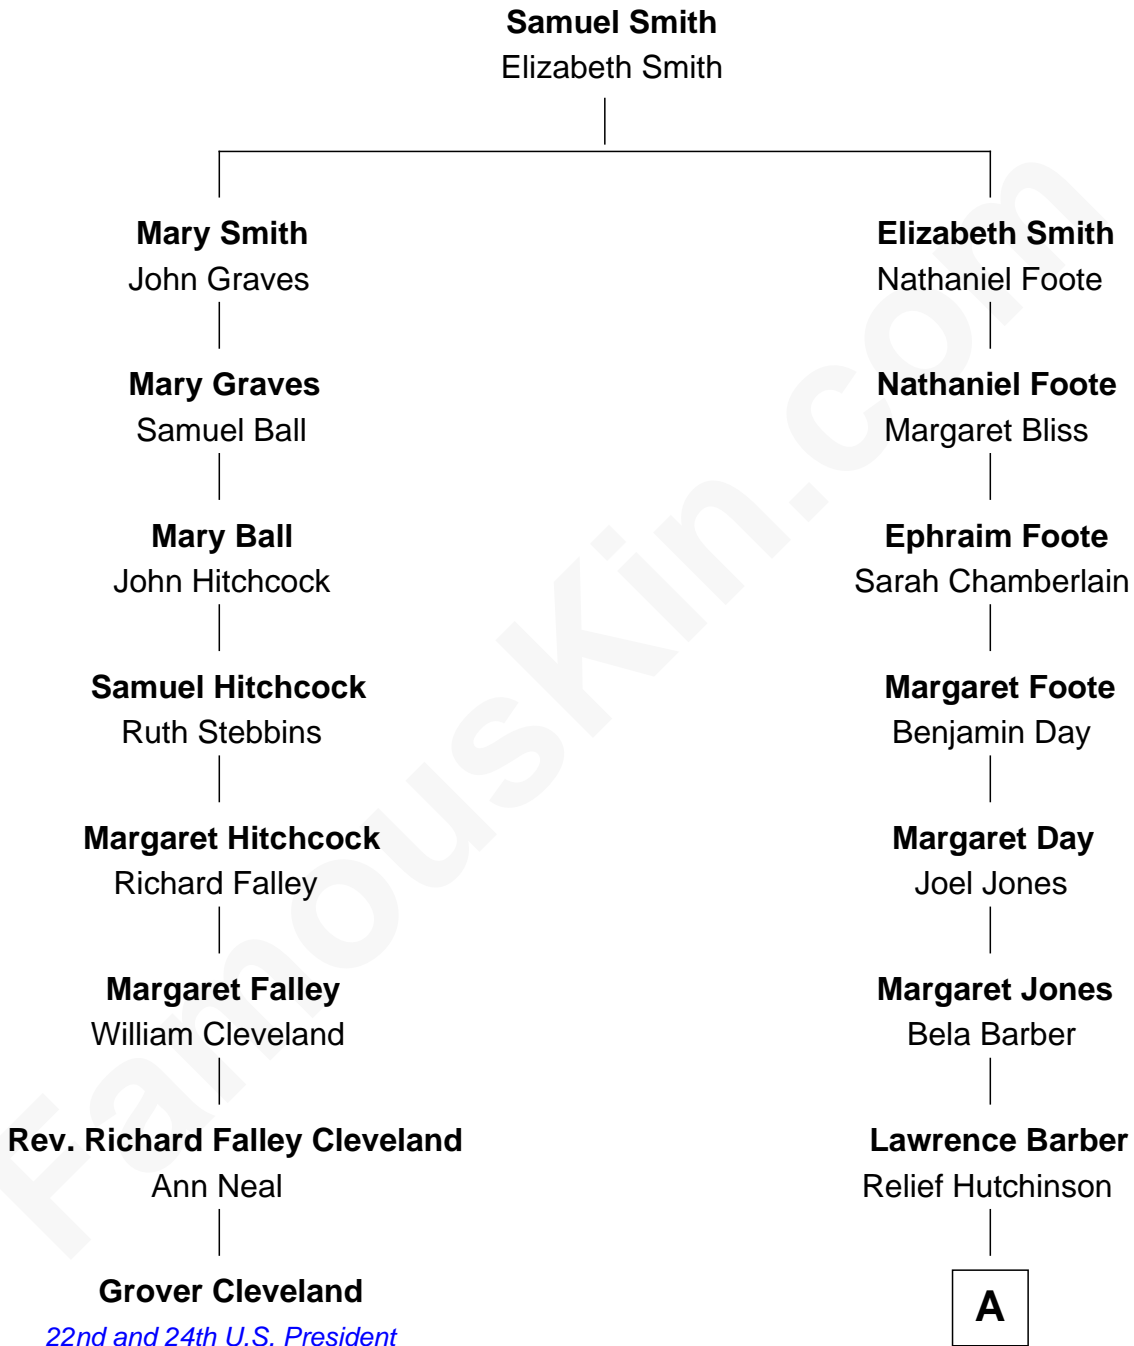 Samuel Smith
Elizabeth Smith
Mary Smith
John Graves
Elizabeth Smith
Nathaniel Foote
Mary Graves
Samuel Ball
Nathaniel Foote
Margaret Bliss
Mary Ball
John Hitchcock
Ephraim Foote
Sarah Chamberlain
Samuel Hitchcock
Ruth Stebbins
Margaret Foote
Benjamin Day
Margaret Hitchcock
Richard Falley
Margaret Day
Joel Jones
Margaret Falley
William Cleveland
Margaret Jones
Bela Barber
Rev. Richard Falley Cleveland
Ann Neal
Lawrence Barber
Relief Hutchinson
Grover Cleveland
22nd and 24th U.S. President
A
FamousKin.com